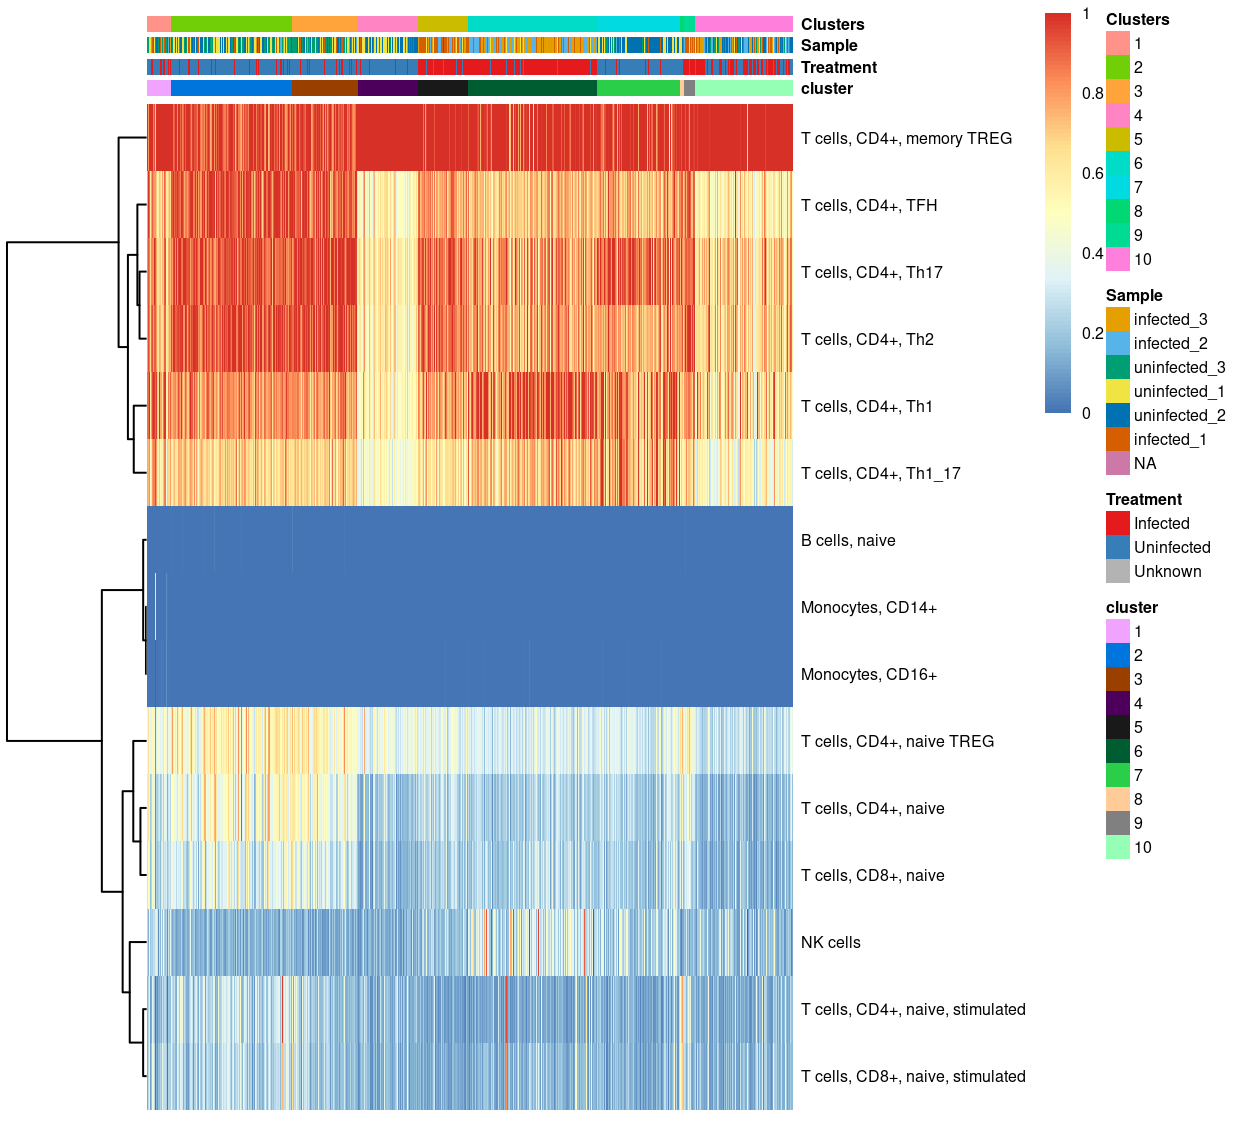 Clusters
Sample
Treatment
cluster
T cells, CD4+, memory TREG
T cells, CD4+, TFH
T cells, CD4+, Th17
T cells, CD4+, Th2
T cells, CD4+, Th1
T cells, CD4+, Th1_17
B cells, naive
Monocytes, CD14+
Monocytes, CD16+
T cells, CD4+, naive TREG
T cells, CD4+, naive
T cells, CD8+, naive
NK cells
T cells, CD4+, naive, stimulated
T cells, CD8+, naive, stimulated
1
0.8
0.6
0.4
0.2
0
Clusters
1
2
3
4
5
6
7
8
9
10
Sample
infected_3
infected_2
uninfected_3
uninfected_1
uninfected_2
infected_1
NA
Treatment
Infected
Uninfected
Unknown
cluster
1
2
3
4
5
6
7
8
9
10